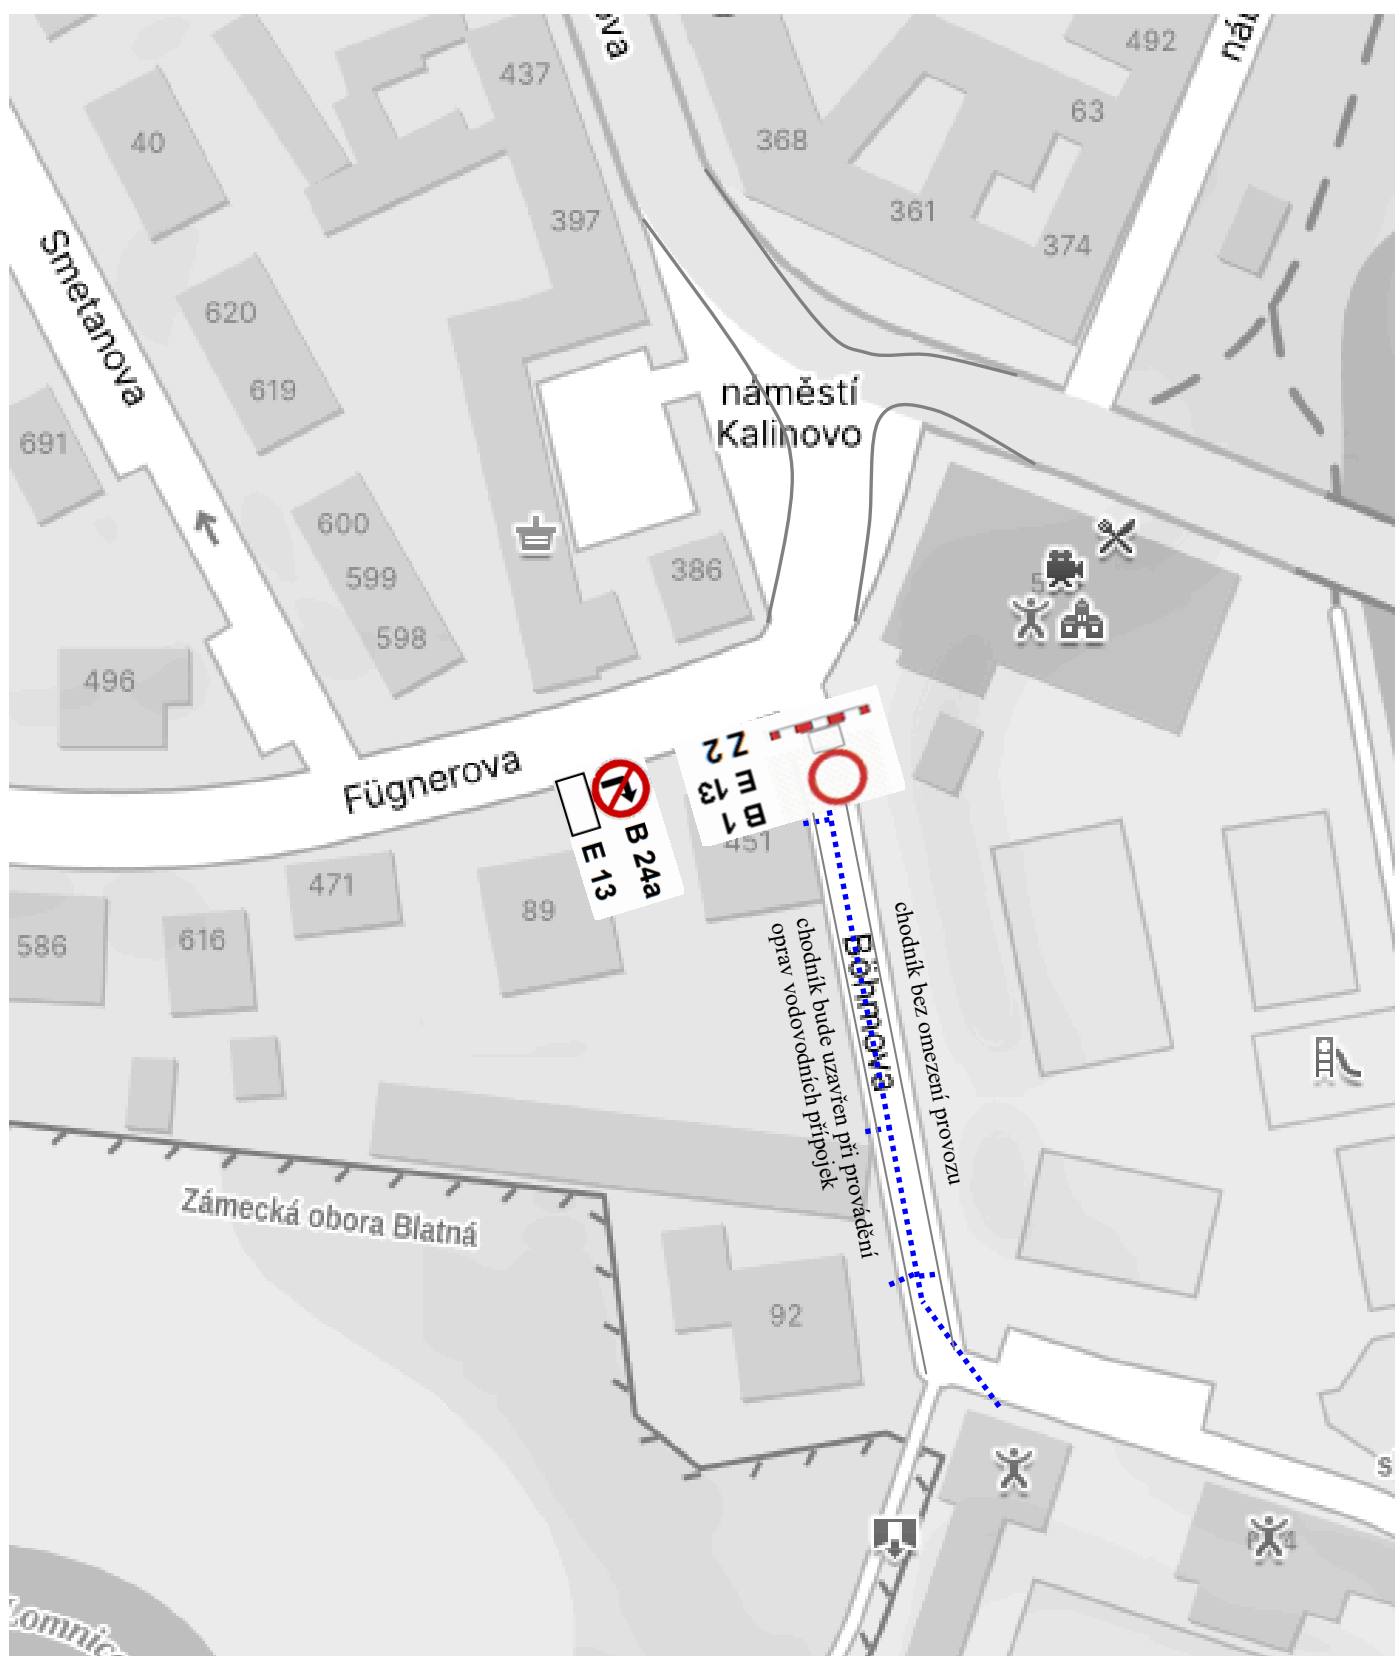 ova
437
492
63
368
40
397
361
374
Smetanova
620
619
náměstí
Kalinovo
691
600
599
598
386
496
Fügnerova
Z 2
E 13
B 1
B 24a
E 13
451
471
89
586
616
chodník bez omezení provozu
Böhmova
chodník bude uzavřen při provádění
oprav vodovodních přípojek
Zámecká obora Blatná
92
Lomnice